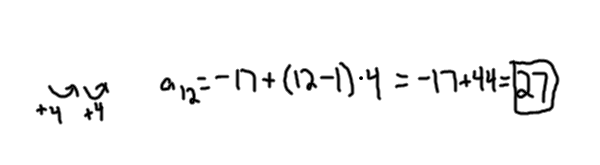 a₁₂ = -17 + (12-1)·4 = -17+44 = 27
+4 +4